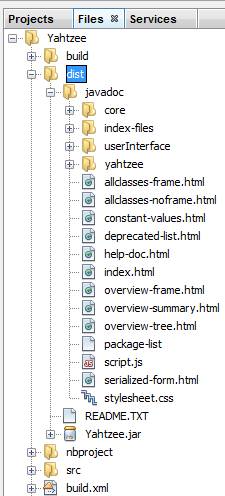 Projects Files Services
Yahtzee
build
dist
javadoc
core
index-files
userInterface
yahtzee
allclasses-frame.html
allclasses-noframe.html
constant-values.html
deprecated-list.html
help-doc.html
index.html
overview-frame.html
overview-summary.html
overview-tree.html
package-list
script.js
serialized-form.html
stylesheet.css
README.TXT
Yahtzee.jar
nbproject
src
build.xml